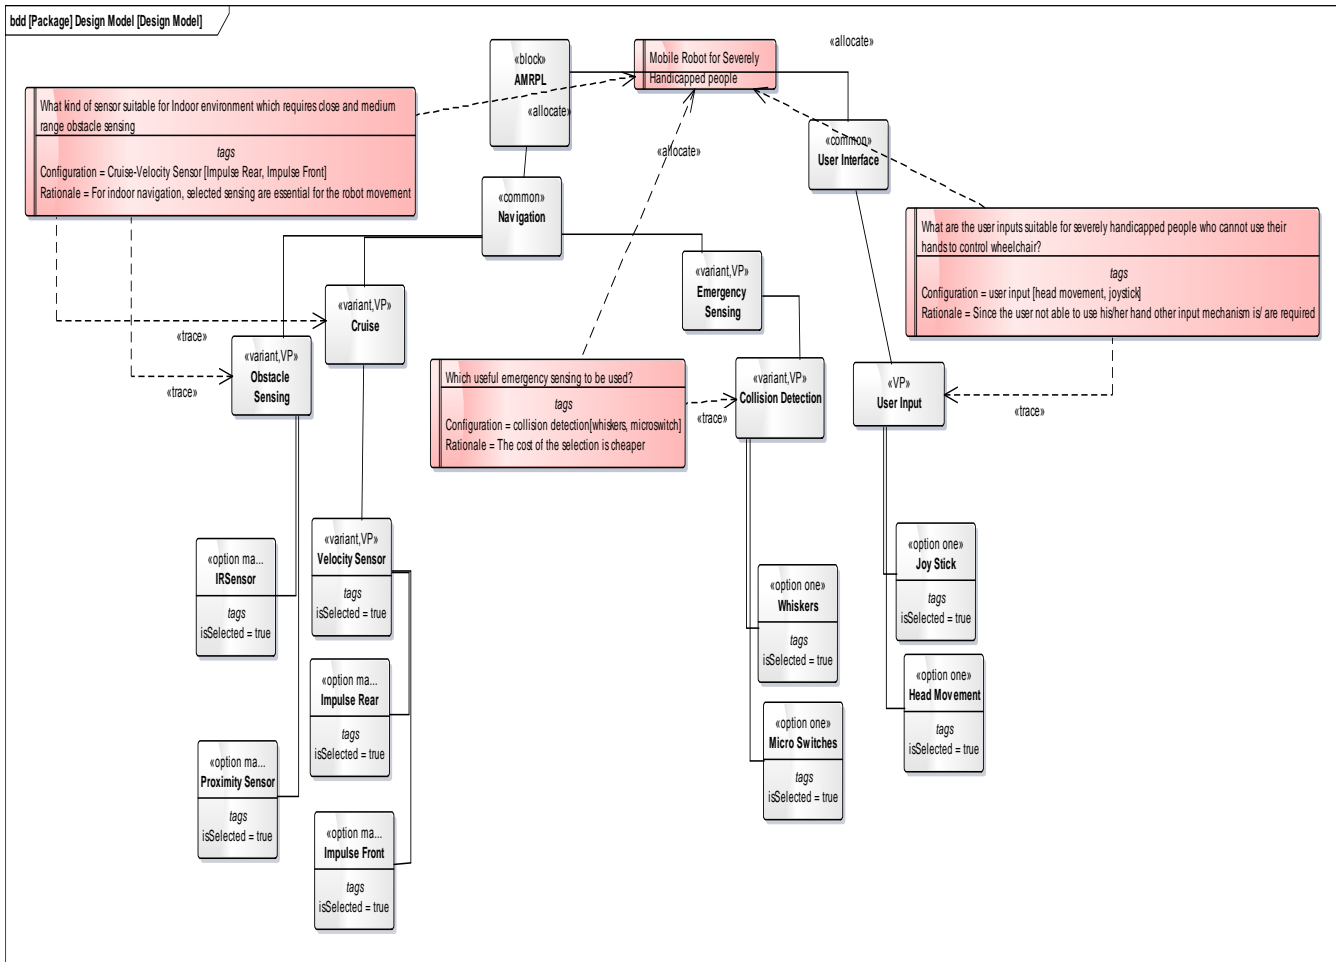 bdd [Package] Design Model [Design Model]
«allocate»
«block»
AMRPL
Mobile Robot for Severely
Handicapped people
What kind of sensor suitable for Indoor environment which requires close and medium
range obstacle sensing
tags
Configuration = Cruise-Velocity Sensor [Impulse Rear, Impulse Front]
Rationale = For indoor navigation, selected sensing are essential for the robot movement
«allocate»
«allocate»
«common»
User Interface
«common»
Navigation
What are the user inputs suitable for severely handicapped people who cannot use their
hands to control wheelchair?
tags
Configuration = user input [head movement, joystick]
Rationale = Since the user not able to use his/her hand other input mechanism is/ are required
«variant,VP»
Emergency
Sensing
«variant,VP»
Cruise
«trace»
«variant,VP»
Obstacle
Sensing
«trace»
Which useful emergency sensing to be used?
tags
Configuration = collision detection[whiskers, microswitch]
Rationale = The cost of the selection is cheaper
«trace»
«variant,VP»
Collision Detection
«VP»
User Input
«trace»
«option ma...
IRSensor
tags
isSelected = true
«variant,VP»
Velocity Sensor
tags
isSelected = true
«option one»
Joy Stick
tags
isSelected = true
«option one»
Whiskers
tags
isSelected = true
«option ma...
Impulse Rear
tags
isSelected = true
«option one»
Head Movement
tags
isSelected = true
«option one»
Micro Switches
tags
isSelected = true
«option ma...
Proximity Sensor
tags
isSelected = true
«option ma...
Impulse Front
tags
isSelected = true